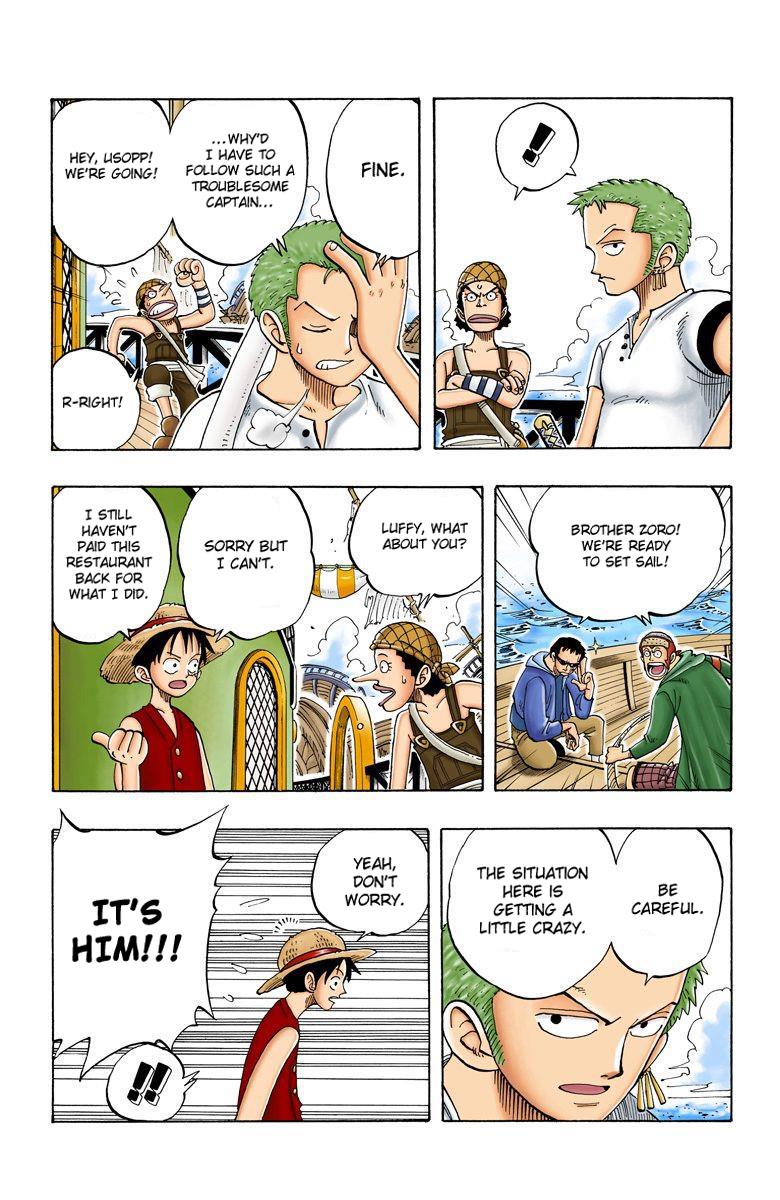 !!
FINE.
...WHY'D
I HAVE TO
FOLLOW SUCH A
TROUBLESOME
CAPTAIN...
HEY, USOPP!
WE'RE GOING!
R-RIGHT!
BROTHER ZORO!
WE'RE READY
TO SET SAIL!
LUFFY, WHAT
ABOUT YOU?
SORRY BUT
I CAN'T.
I STILL
HAVEN'T
PAID THIS
RESTAURANT
BACK FOR
WHAT I DID.
BE
CAREFUL.
THE SITUATION
HERE IS
GETTING A
LITTLE CRAZY.
YEAH,
DON'T
WORRY.
IT'S
HIM!!!
!!